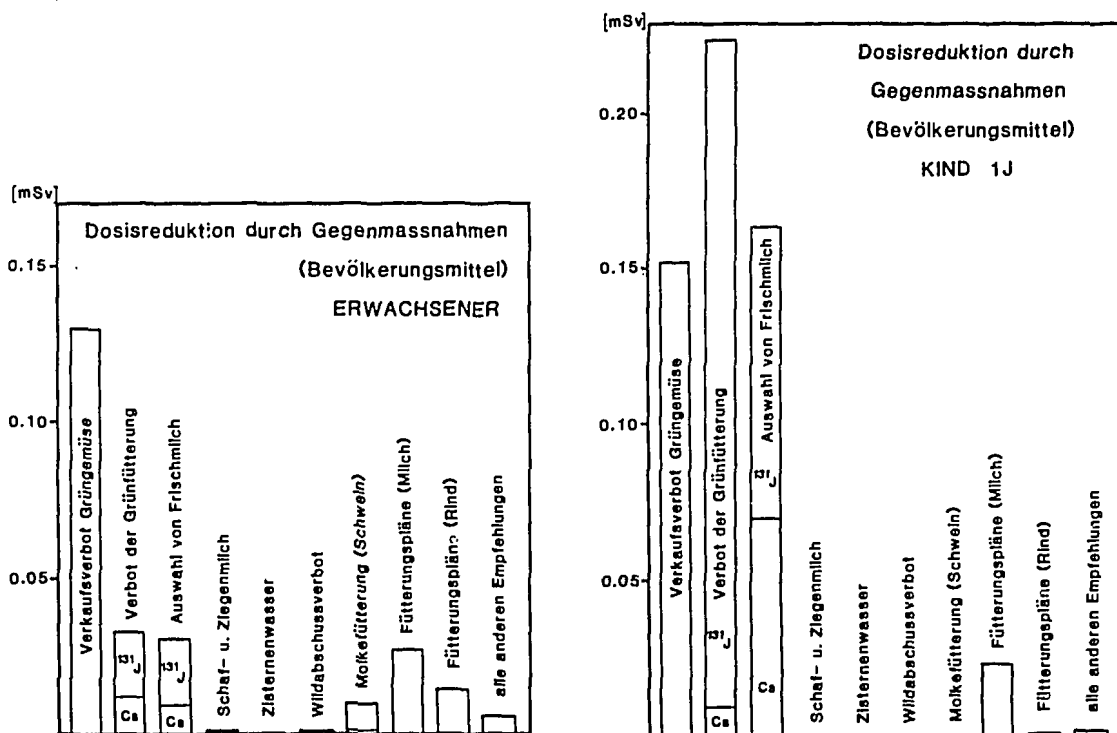 [mSv]
Dosisreduktion durch Gegenmassnahmen
(Bevölkerungsmittel)
ERWACHSENER
0.15
0.10
0.05
Verkaufsverbot Grüngemüse
Verbot der Grünfütterung
131J
Cs
Auswahl von Frischmilch
131J
Cs
Schaf- u. Ziegenmilch
Zisternenwasser
Wildabschussverbot
Molkefütterung (Schwein)
Fütterungspläne (Milch)
Fütterungspläne (Rind)
alle anderen Empfehlungen
[mSv]
Dosisreduktion durch
Gegenmassnahmen
(Bevölkerungsmittel)
KIND 1J
0.20
0.15
0.10
0.05
Verkaufsverbot Grüngemüse
Verbot der Grünfütterung
131J
Cs
Auswahl von Frischmilch
131J
Cs
Schaf- u. Ziegenmilch
Zisternenwasser
Wildabschussverbot
Molkefütterung (Schwein)
Fütterungspläne (Milch)
Fütterungspläne (Rind)
alle anderen Empfehlungen